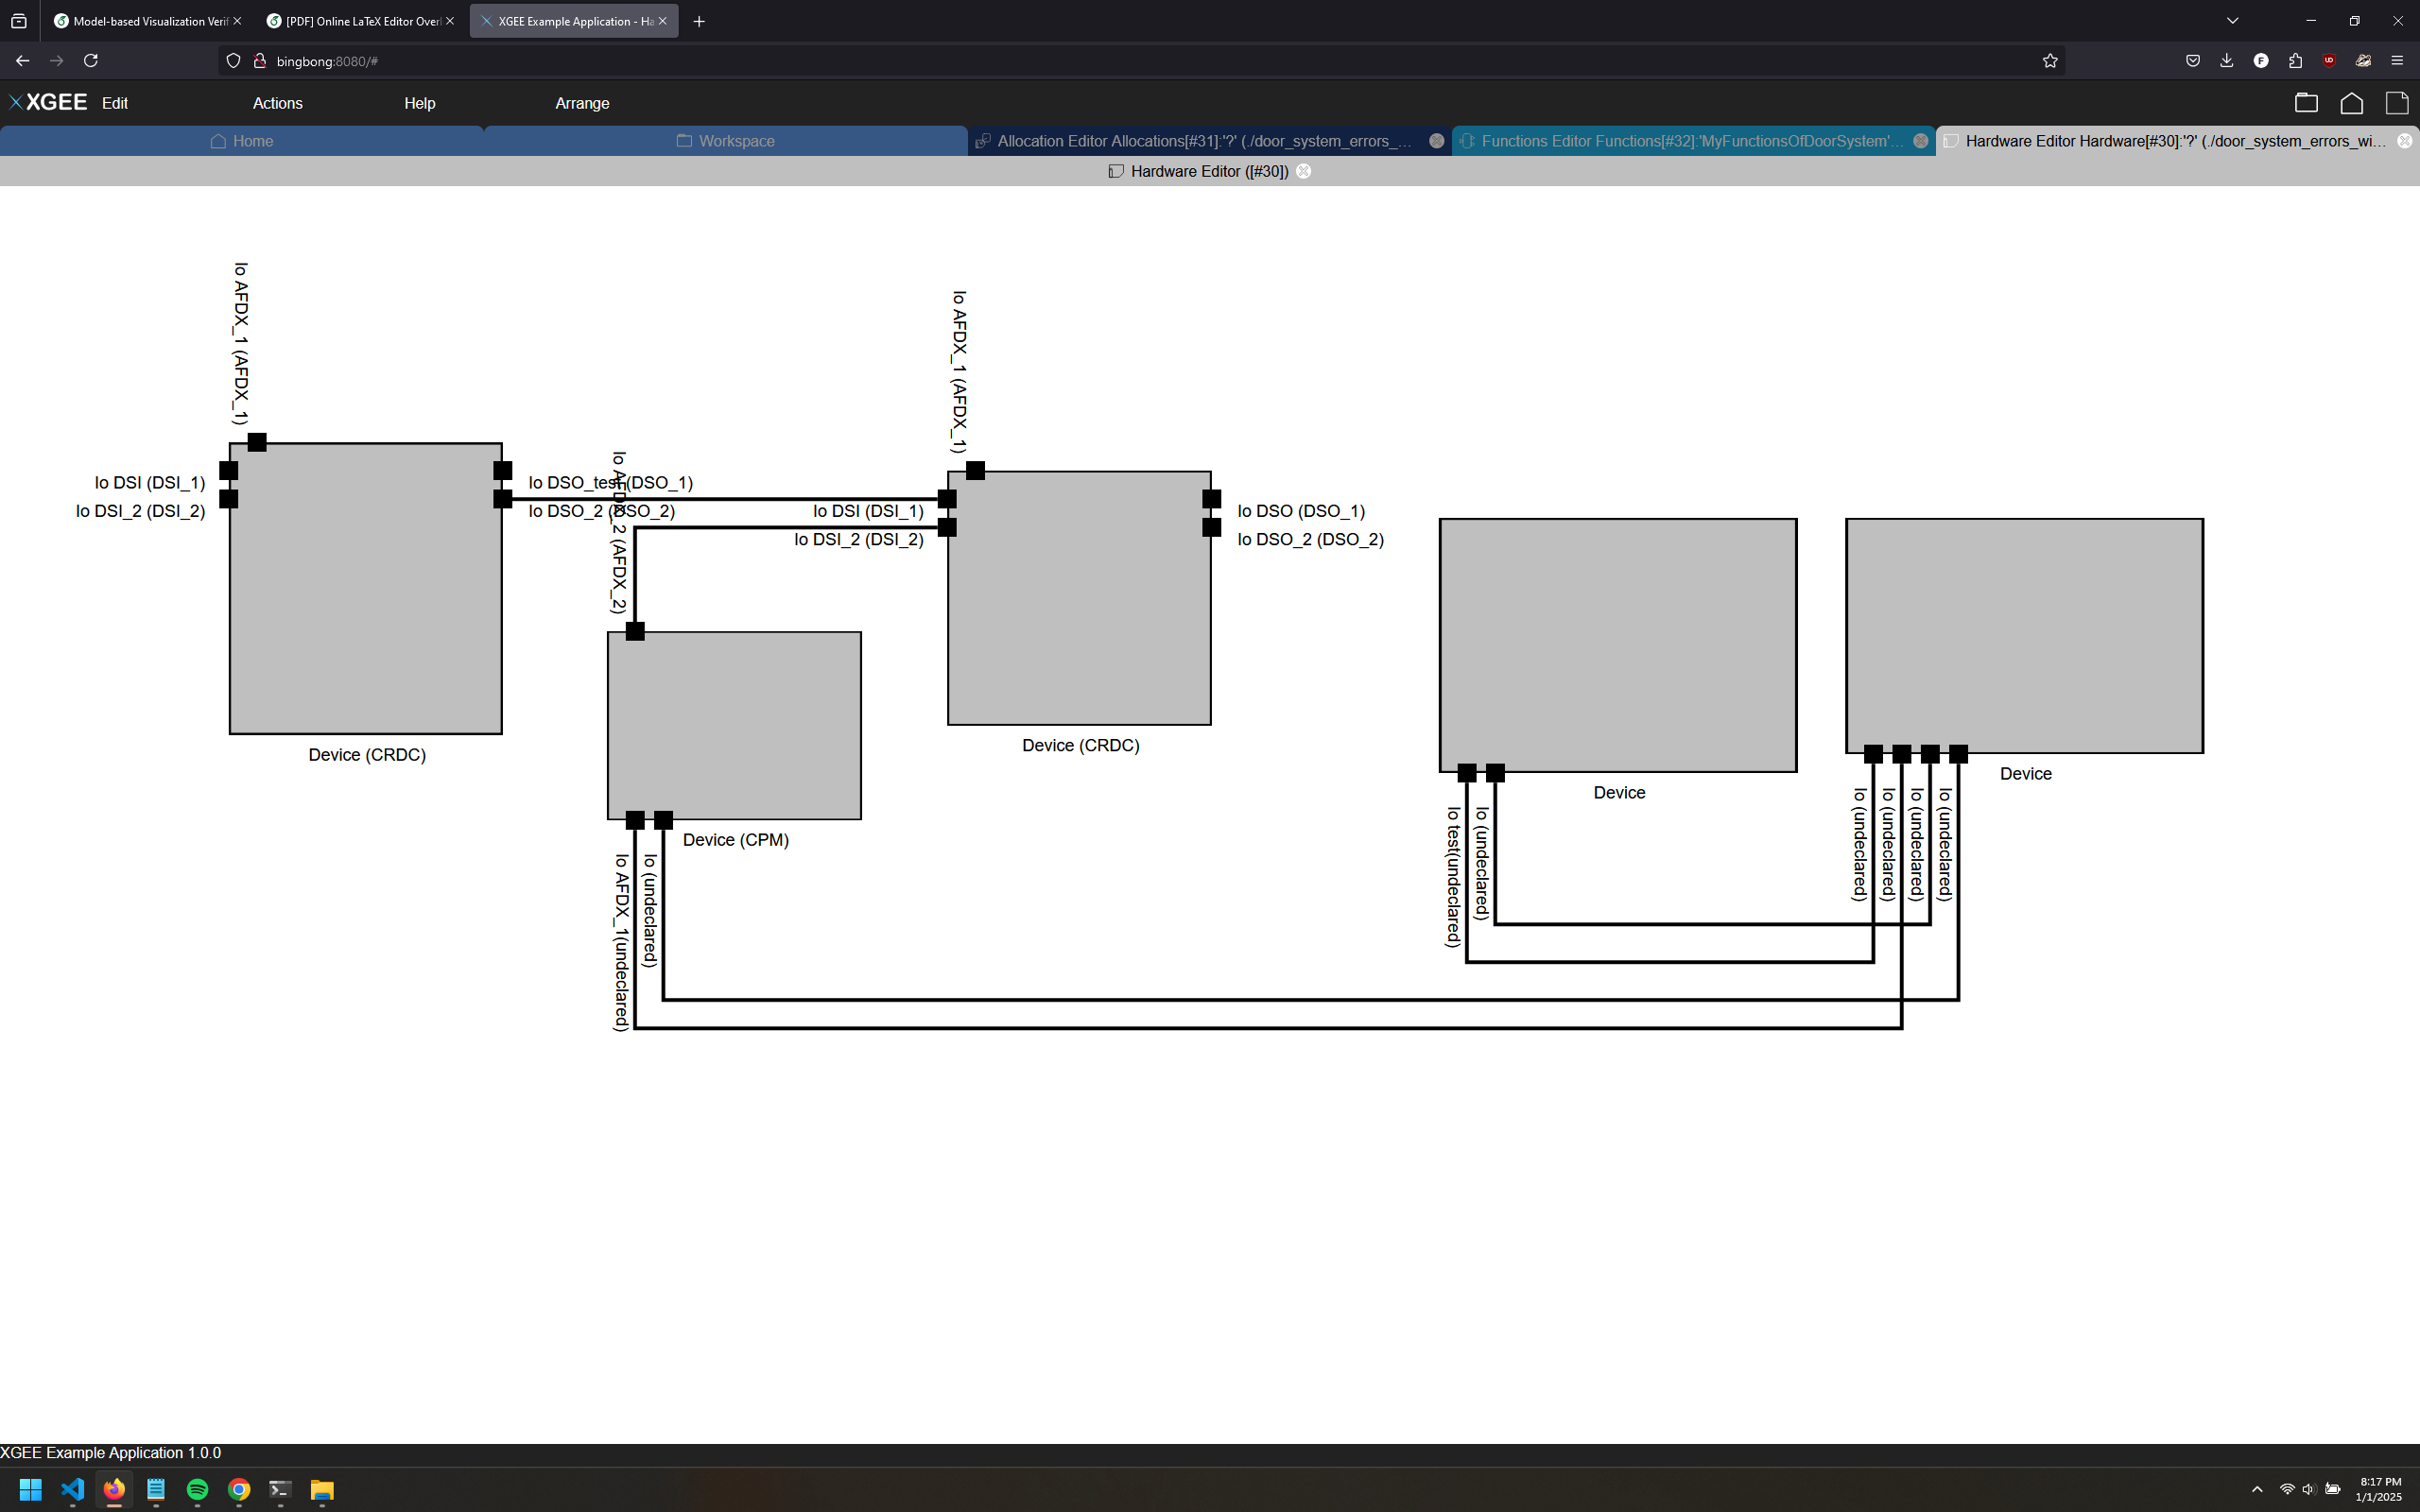 Model-based Visualization Verif
[PDF] Online LaTeX Editor Overl
XGEE Example Application - Ha
bingbong:8080/#
XGEE Edit Actions Help Arrange
Home
Workspace
Allocation Editor Allocations[#31]:'?' (./door_system_errors_...
Functions Editor Functions[#32]:'MyFunctionsOfDoorSystem'...
Hardware Editor Hardware[#30]:'?' (./door_system_errors_wi...
Hardware Editor ([#30])
Io AFDX_1 (AFDX_1)
Io AFDX_1 (AFDX_1)
Io DSI (DSI_1)
Io DSI_2 (DSI_2)
Io DSO_test(DSO_1)
Io DSO_2 (DSO_2)
Io AFDX_2 (AFDX_2)
Io DSI (DSI_1)
Io DSI_2 (DSI_2)
Io DSO (DSO_1)
Io DSO_2 (DSO_2)
Device (CRDC)
Device (CRDC)
Device
Device
Device (CPM)
Io AFDX_1(undeclared)
Io (undeclared)
Io test(undeclared)
Io (undeclared)
Io (undeclared)
Io (undeclared)
Io (undeclared)
Io (undeclared)
XGEE Example Application 1.0.0
8:17 PM
1/1/2025